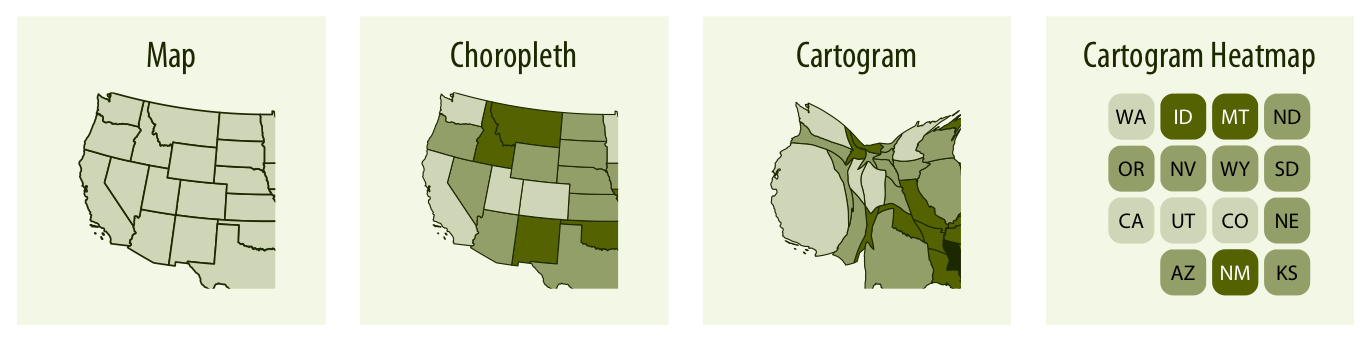 Map
Choropleth
Cartogram
Cartogram Heatmap
WA ID MT ND
OR NV WY SD
CA UT CO NE
AZ NM KS